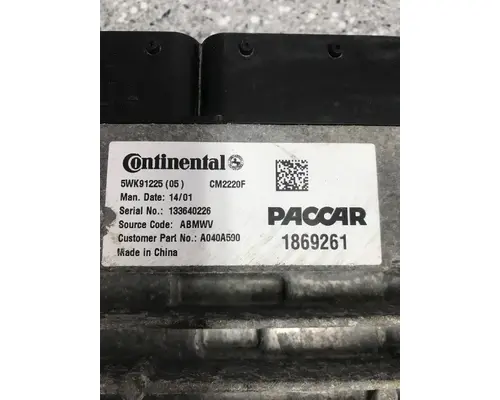 Continental
5WK91225 (05) CM2220F
Man. Date: 14/01
Serial No.: 133640226
Source Code: ABMWV
Customer Part No.: A040A590
Made in China
PACCAR
1869261